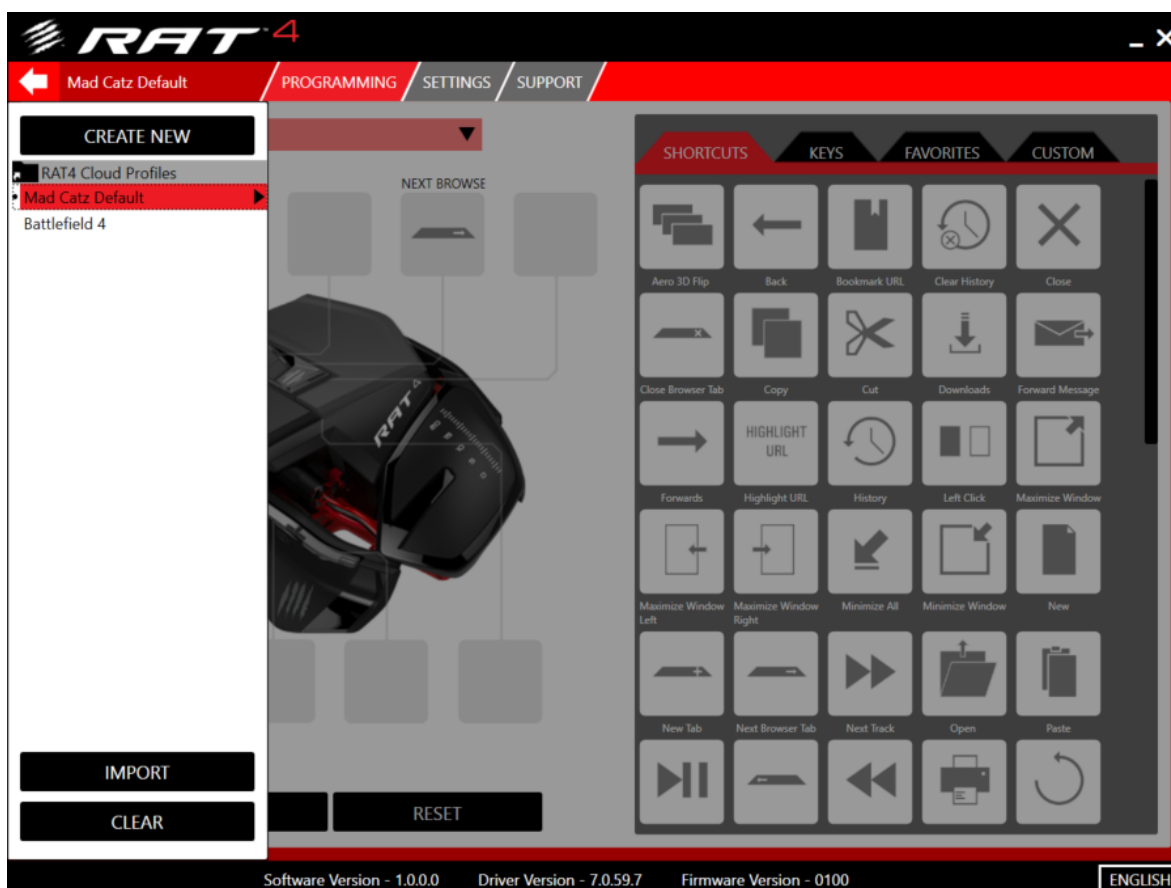 RAT 4
Mad Catz Default
PROGRAMMING
SETTINGS
SUPPORT
CREATE NEW
RAT4 Cloud Profiles
Mad Catz Default
Battlefield 4
IMPORT
CLEAR
NEXT BROWSE
RAT 4
RESET
SHORTCUTS
KEYS
FAVORITES
CUSTOM
Aero 3D Flip
Back
Bookmark URL
Clear History
Close
Close Browser Tab
Copy
Cut
Downloads
Forward Message
HIGHLIGHT
URL
Forwards
Highlight URL
History
Left Click
Maximize Window
Maximize Window
Left
Maximize Window
Right
Minimize All
Minimize Window
New
New Tab
Next Browser Tab
Next Track
Open
Paste
Software Version - 1.0.0.0
Driver Version - 7.0.59.7
Firmware Version - 0100
ENGLISH